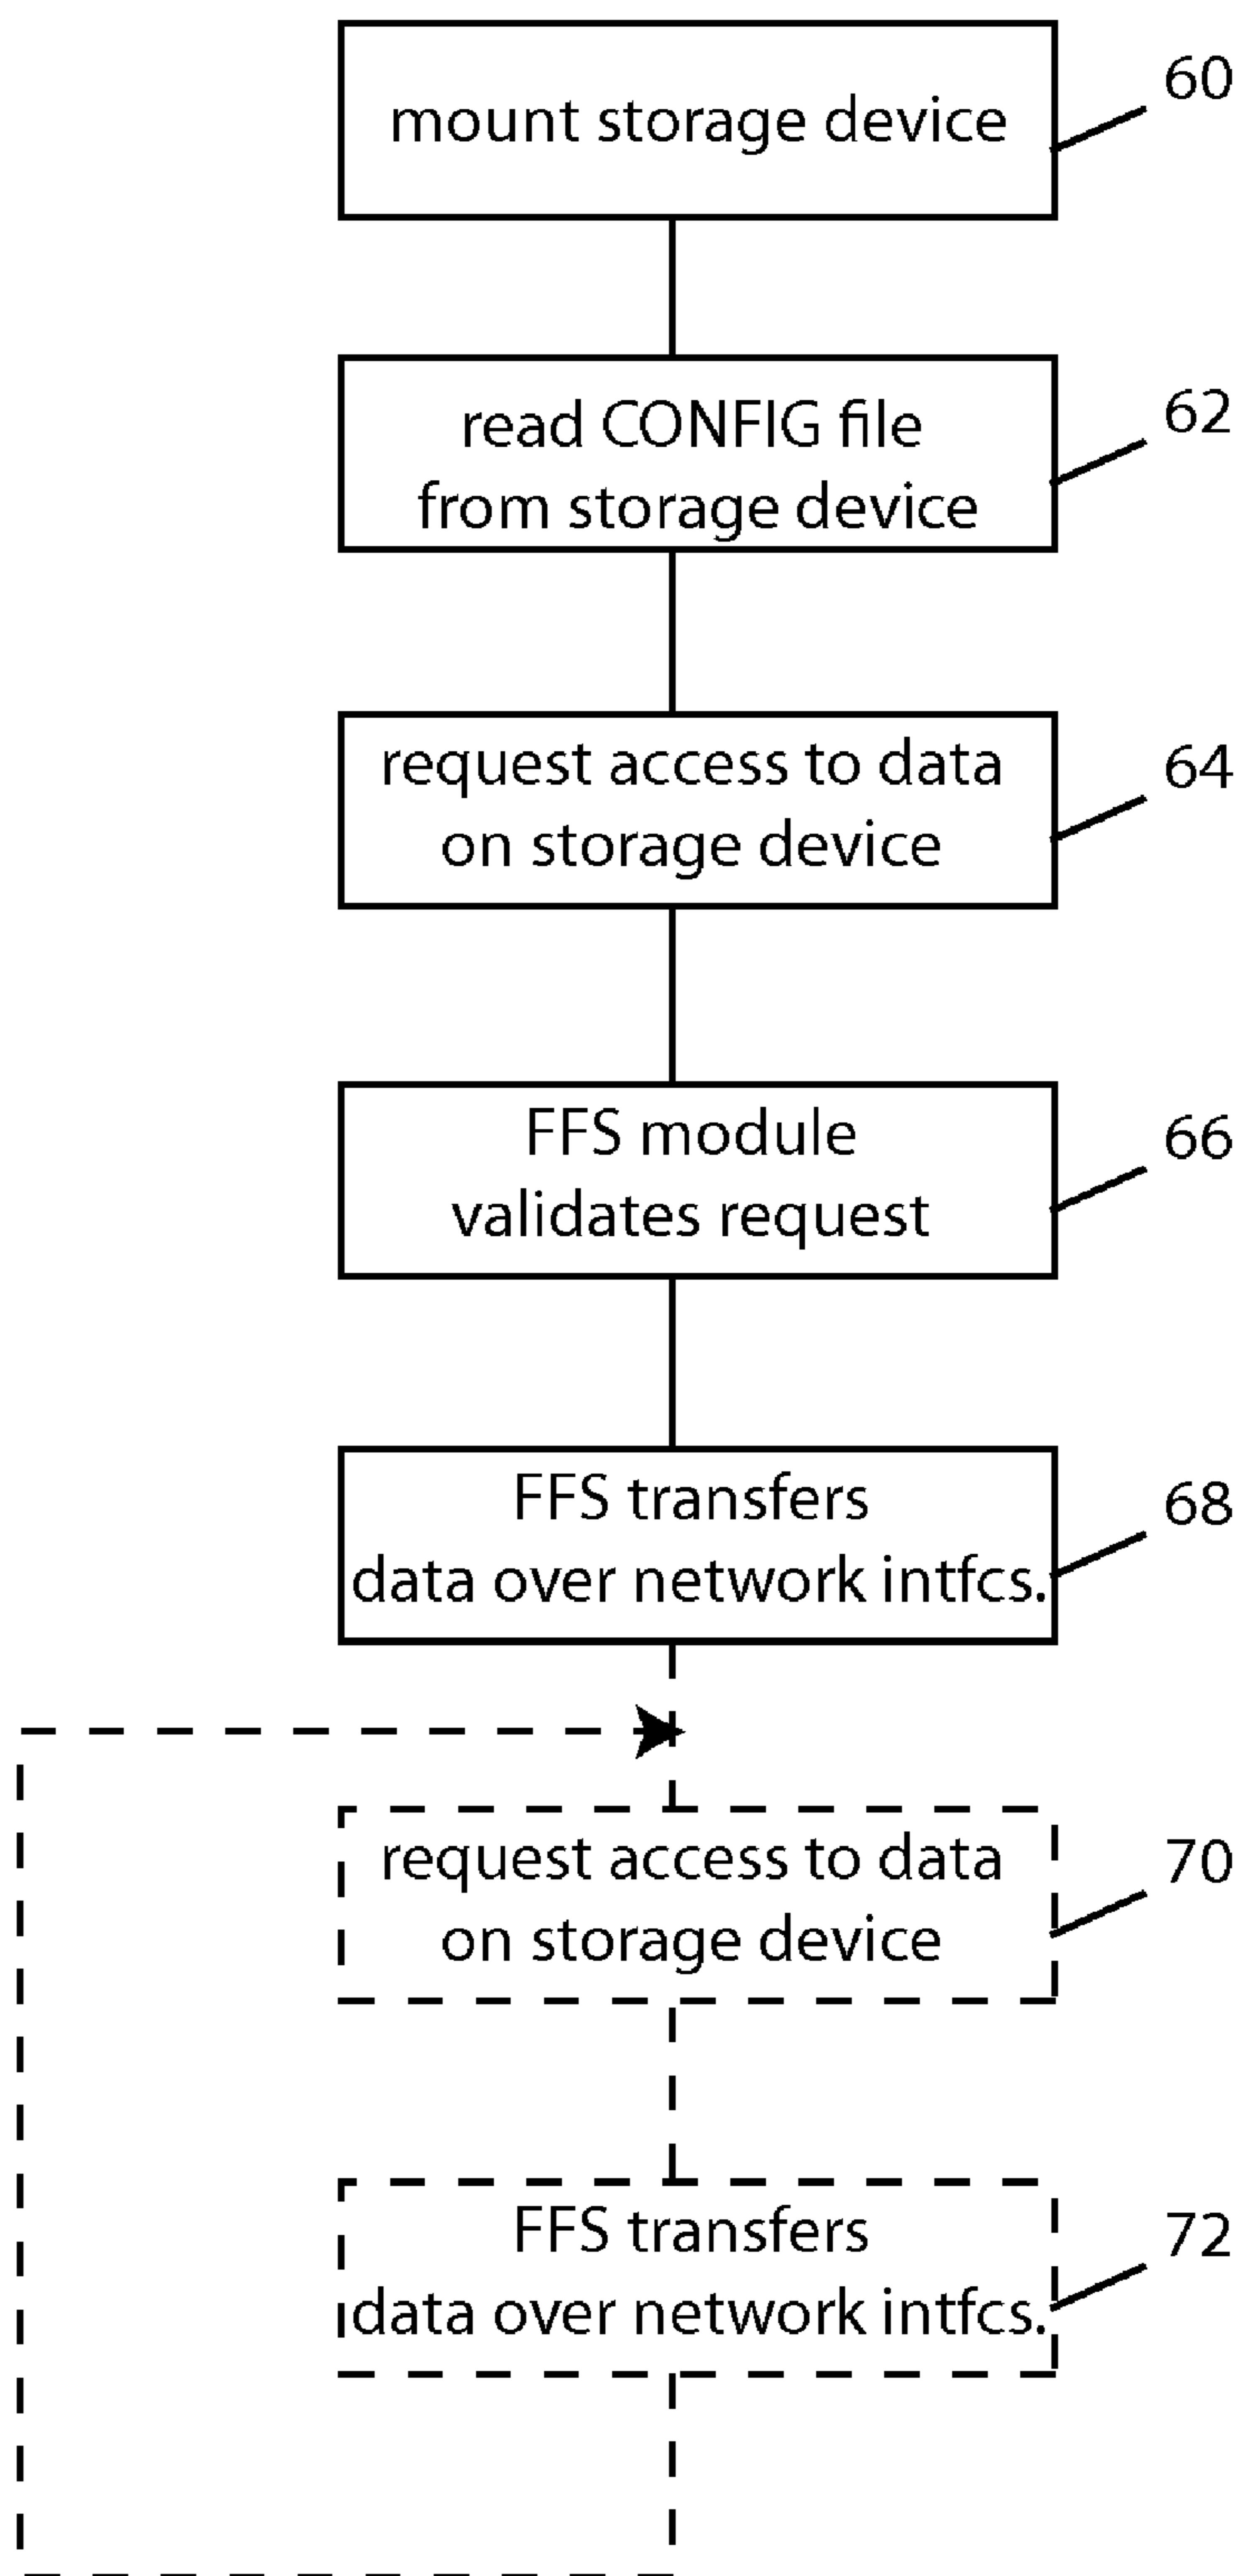 mount storage device
60
read CONFIG file
from storage device
62
request access to data
on storage device
64
FFS module
validates request
66
FFS transfers
data over network intfcs.
68
request access to data
on storage device
70
FFS transfers
data over network intfcs.
72